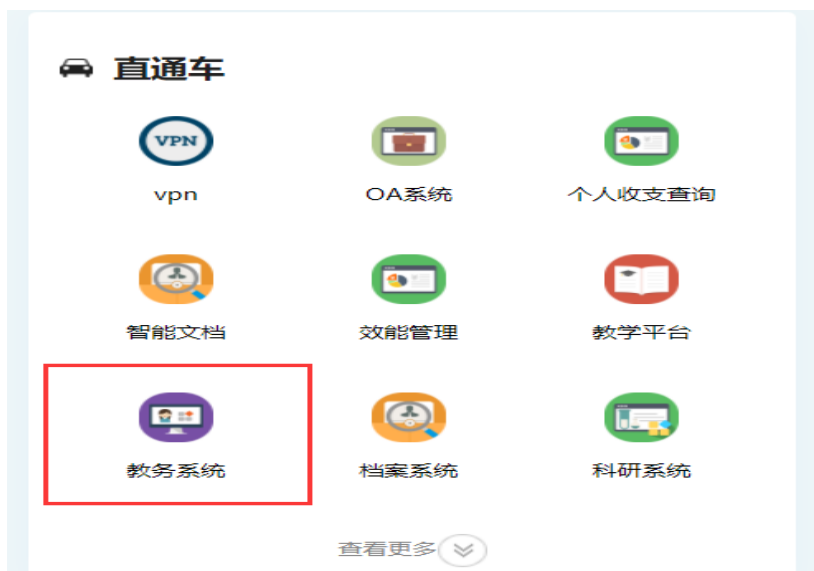 直通车
VPN
vpn
OA系统
个人收支查询
智能文档
效能管理
教学平台
教务系统
档案系统
科研系统
查看更多